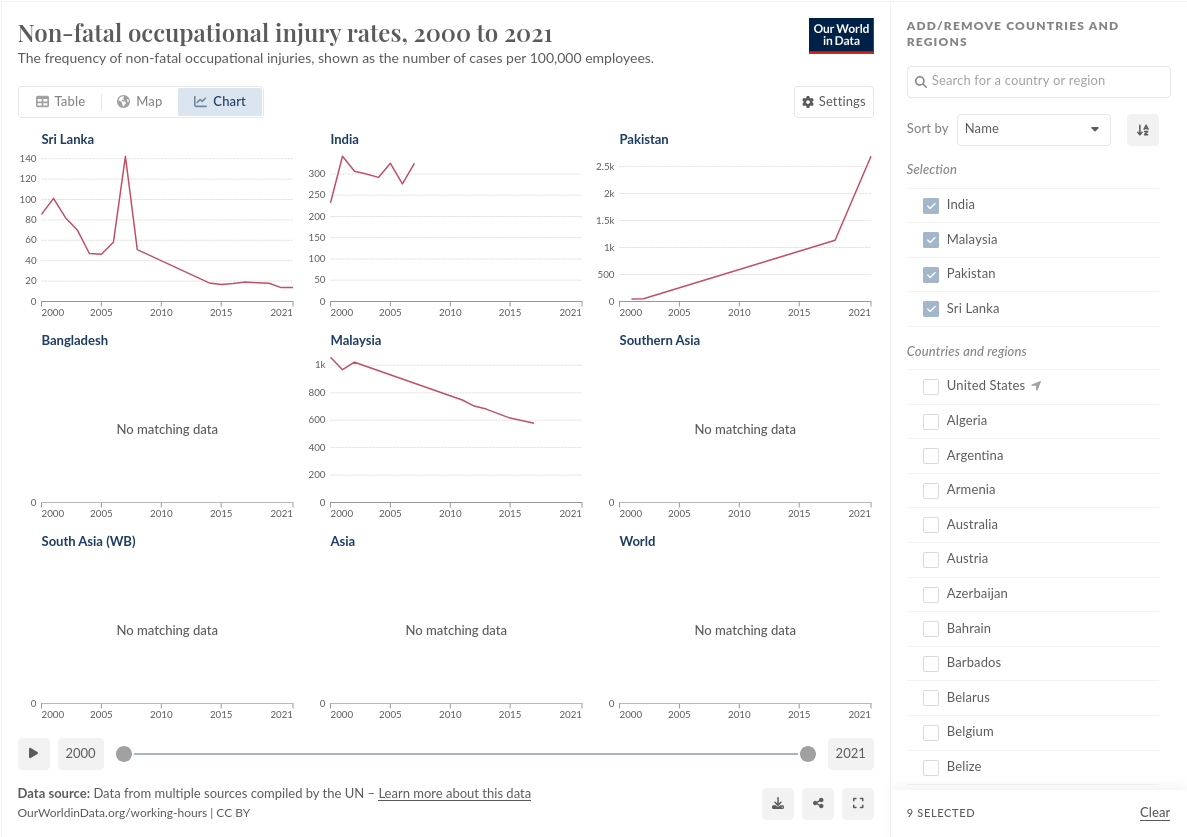 Non-fatal occupational injury rates, 2000 to 2021
The frequency of non-fatal occupational injuries, shown as the number of cases per 100,000 employees.
Our World
in Data
Table
Map
Chart
Settings
Sri Lanka
140
120
100
80
60
40
20
0
2000 2005 2010 2015 2021
India
300
250
200
150
100
50
0
2000 2005 2010 2015 2021
Pakistan
2.5k
2k
1.5k
1k
500
0
2000 2005 2010 2015 2021
Bangladesh
No matching data
0
2000 2005 2010 2015 2021
Malaysia
1k
800
600
400
200
0
2000 2005 2010 2015 2021
Southern Asia
No matching data
0
2000 2005 2010 2015 2021
South Asia (WB)
No matching data
0
2000 2005 2010 2015 2021
Asia
No matching data
0
2000 2005 2010 2015 2021
World
No matching data
0
2000 2005 2010 2015 2021
2000
2021
Data source: Data from multiple sources compiled by the UN – Learn more about this data
OurWorldinData.org/working-hours | CC BY
ADD/REMOVE COUNTRIES AND
REGIONS
Search for a country or region
Sort by
Name
Selection
India
Malaysia
Pakistan
Sri Lanka
Countries and regions
United States
Algeria
Argentina
Armenia
Australia
Austria
Azerbaijan
Bahrain
Barbados
Belarus
Belgium
Belize
9 SELECTED
Clear